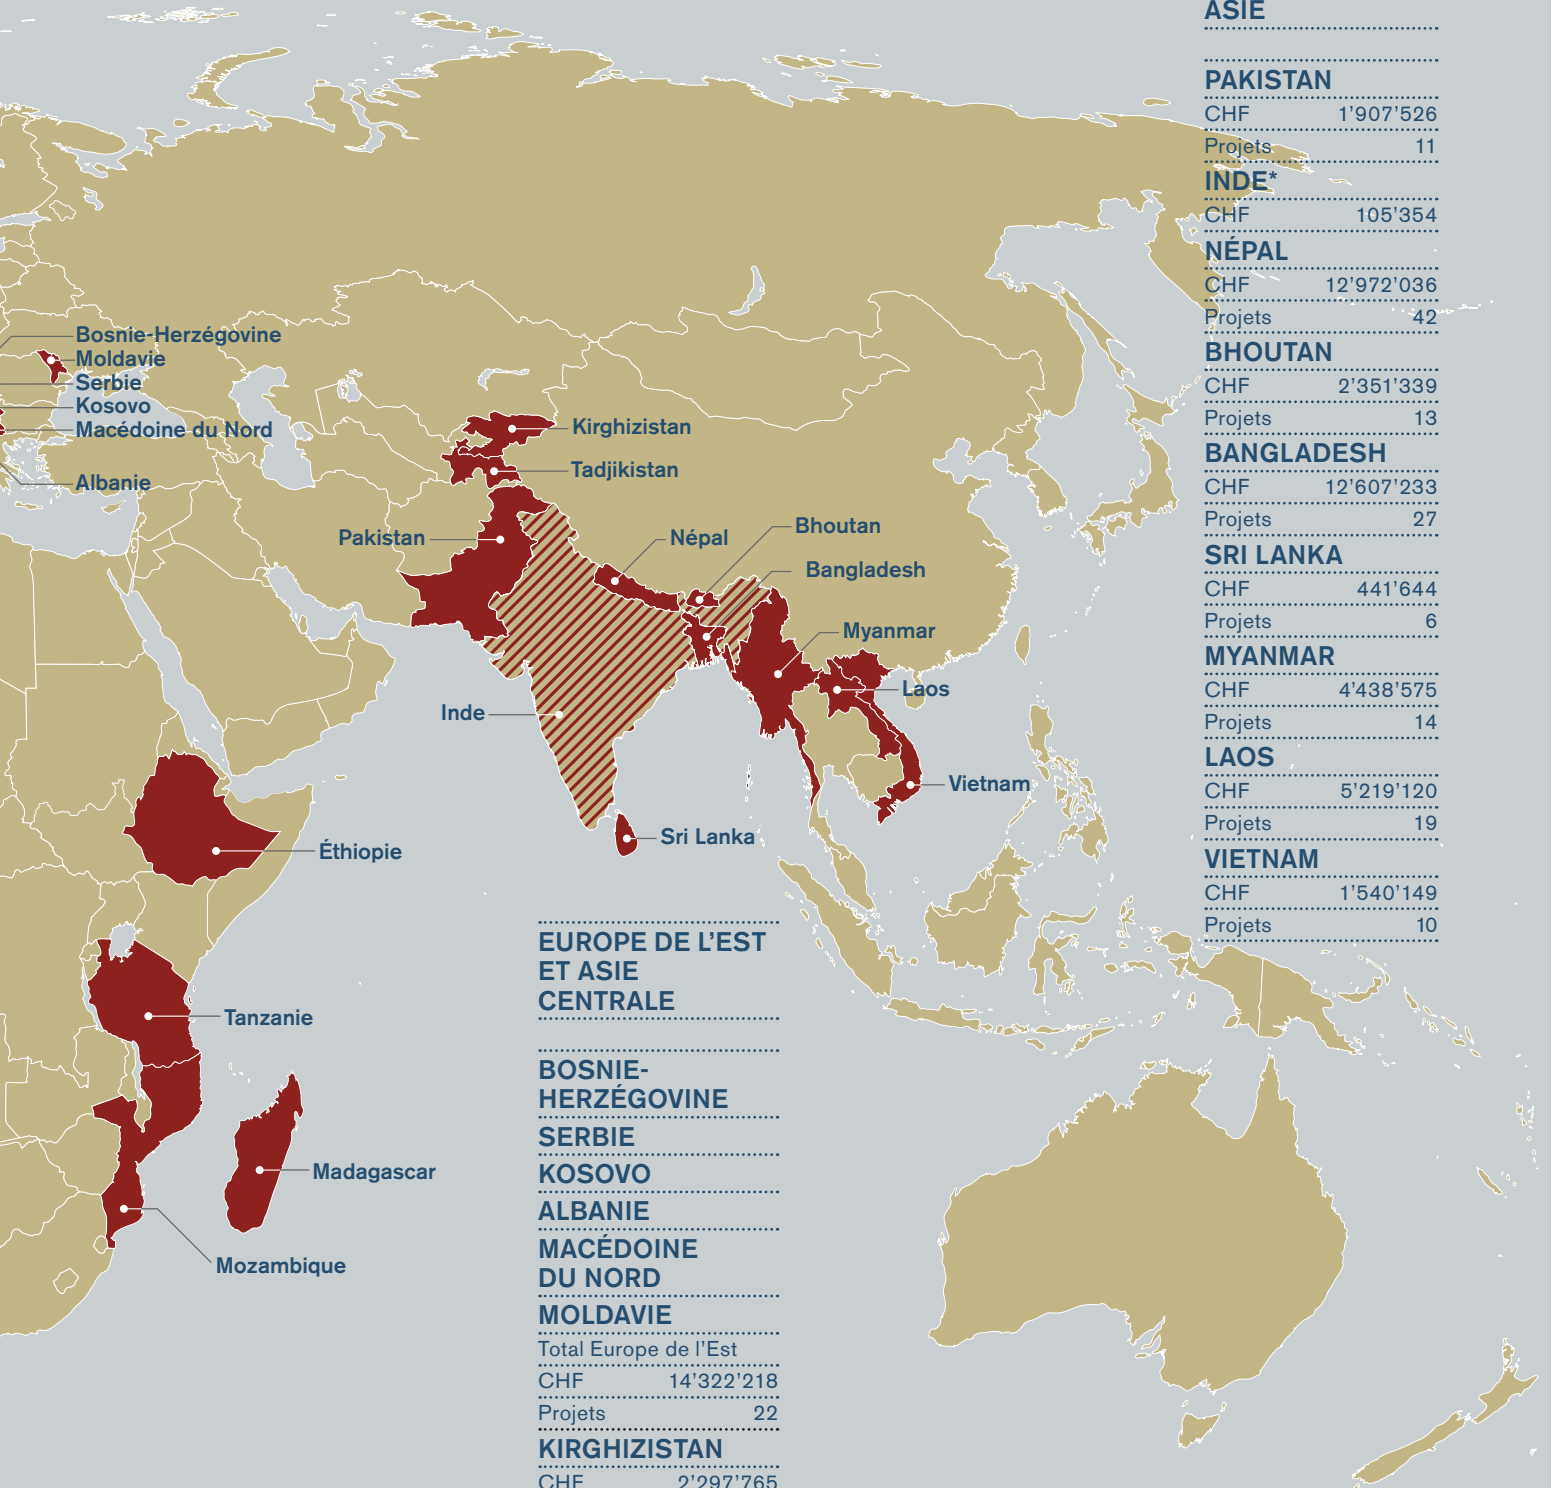 Bosnie-Herzégovine
Moldavie
Serbie
Kosovo
Macédoine du Nord
Albanie
Kirghizistan
Tadjikistan
Pakistan
Népal
Bhoutan
Bangladesh
Myanmar
Laos
Inde
Vietnam
Sri Lanka
Éthiopie
Tanzanie
Madagascar
Mozambique
EUROPE DE L’EST
ET ASIE
CENTRALE
BOSNIE-
HERZÉGOVINE
SERBIE
KOSOVO
ALBANIE
MACÉDOINE
DU NORD
MOLDAVIE
Total Europe de l’Est
CHF 14’322’218
Projets 22
KIRGHIZISTAN
CHF 2’297’765
ASIE
PAKISTAN
CHF 1’907’526
Projets 11
INDE*
CHF 105’354
NÉPAL
CHF 12’972’036
Projets 42
BHOUTAN
CHF 2’351’339
Projets 13
BANGLADESH
CHF 12’607’233
Projets 27
SRI LANKA
CHF 441’644
Projets 6
MYANMAR
CHF 4’438’575
Projets 14
LAOS
CHF 5’219’120
Projets 19
VIETNAM
CHF 1’540’149
Projets 10